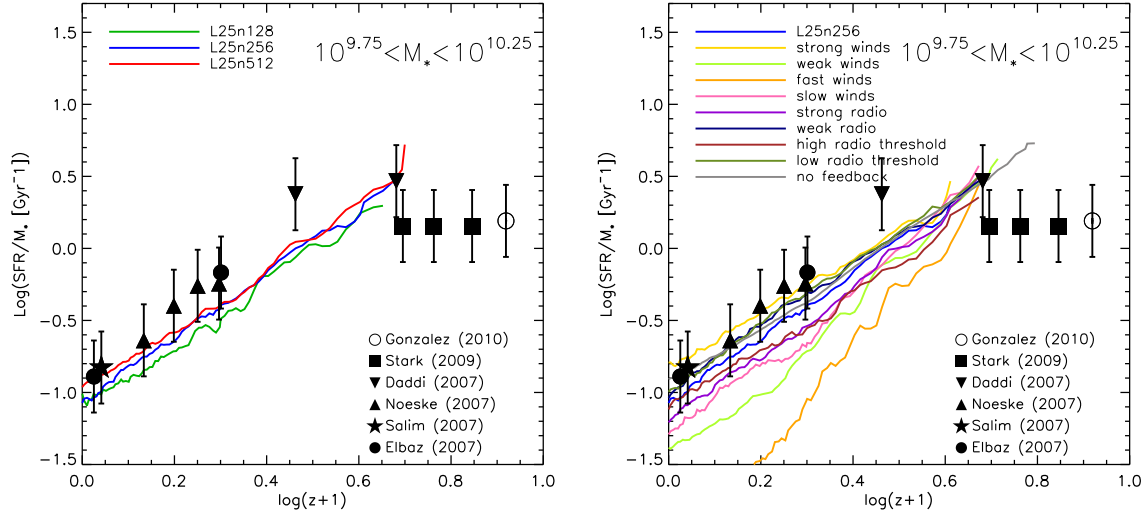 L25n128
L25n256
L25n512
10^9.75<M_*<10^10.25
Log(SFR/M_* [Gyr^-1])
1.5
1.0
0.5
0.0
−0.5
−1.0
−1.5
Gonzalez (2010)
Stark (2009)
Daddi (2007)
Noeske (2007)
Salim (2007)
Elbaz (2007)
0.0 0.2 0.4 0.6 0.8 1.0
log(z+1)
L25n256
strong winds
weak winds
fast winds
slow winds
strong radio
weak radio
high radio threshold
low radio threshold
no feedback
10^9.75<M_*<10^10.25
Log(SFR/M_* [Gyr^-1])
1.5
1.0
0.5
0.0
−0.5
−1.0
−1.5
Gonzalez (2010)
Stark (2009)
Daddi (2007)
Noeske (2007)
Salim (2007)
Elbaz (2007)
0.0 0.2 0.4 0.6 0.8 1.0
log(z+1)